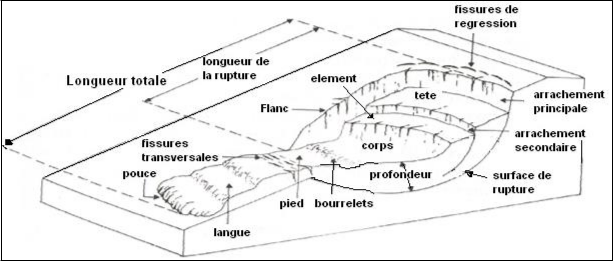 fissures de
regression
longueur de
la rupture
Longueur totale
element
tete
arrachement
principale
Flanc
arrachement
secondaire
corps
fissures
transversales
profondeur
surface de
rupture
pouce
pied
bourrelets
langue